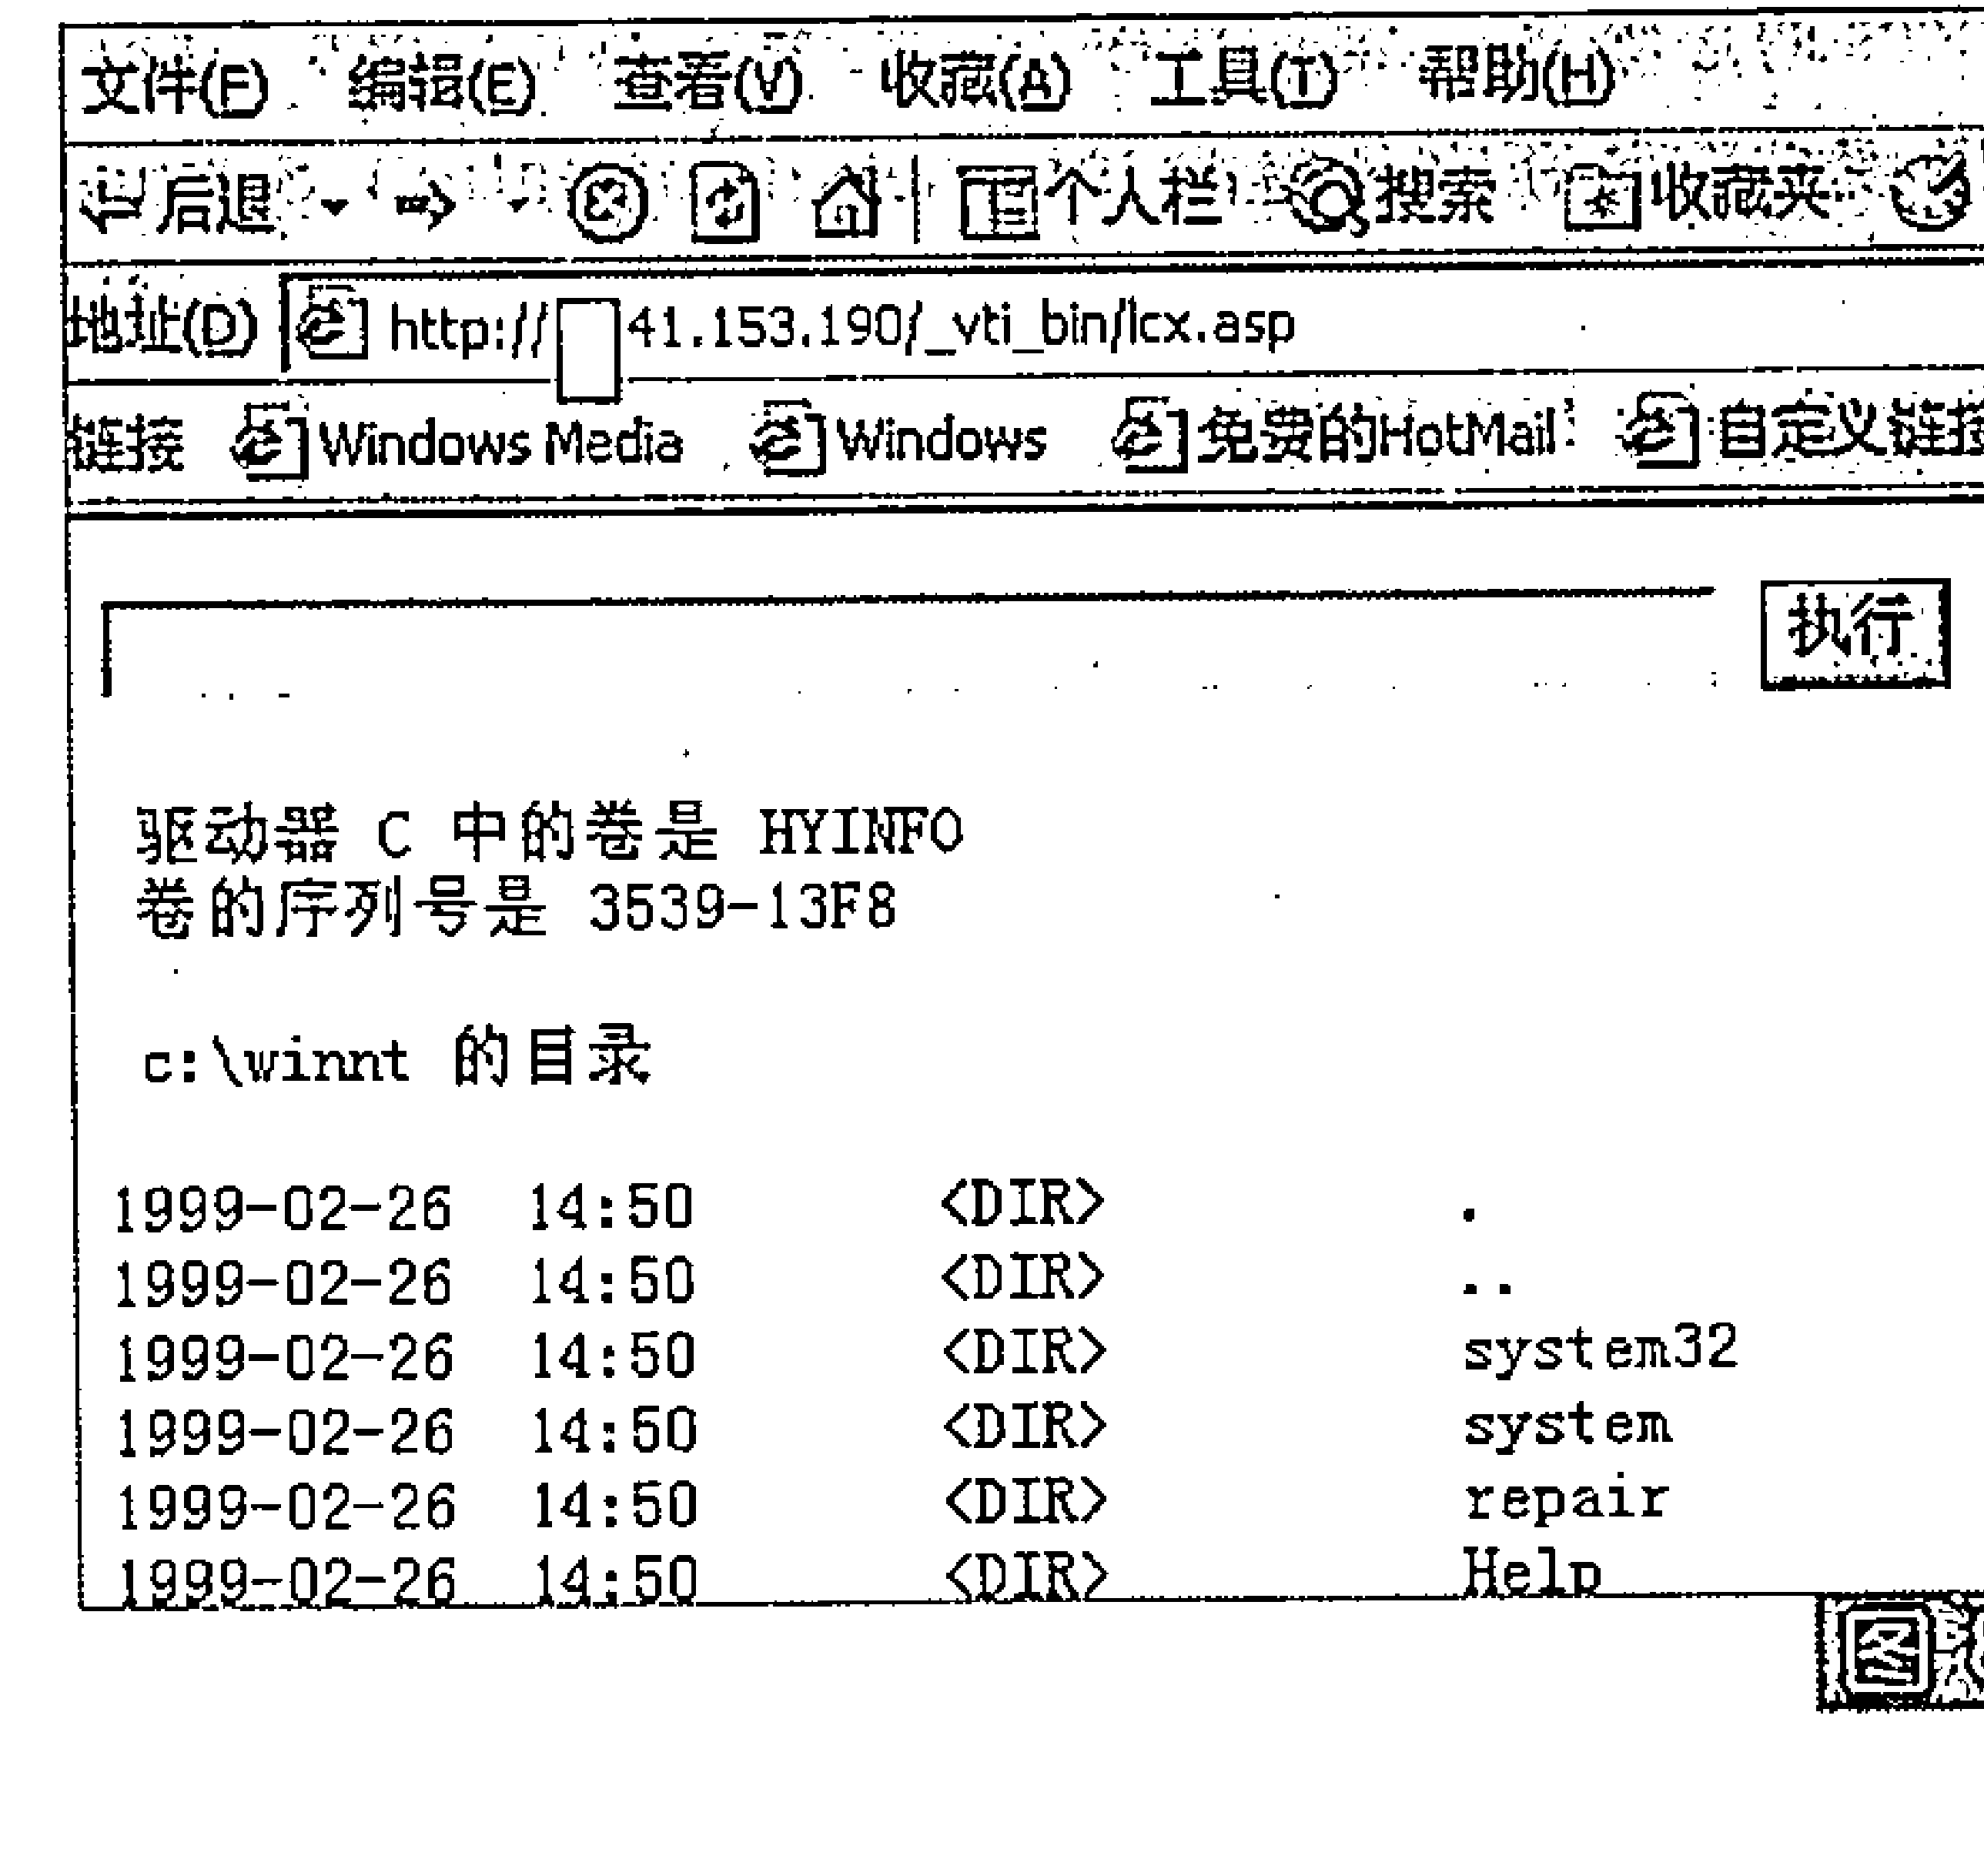 文件(F) 编辑(E) 查看(V) 收藏(A) 工具(T) 帮助(H)
后退 个人栏 搜索 收藏夹
地址(D) http:// 41.153.190/_vti_bin/lcx.asp
链接 Windows Media Windows 免费的HotMail 自定义链接
执行
驱动器 C 中的卷是 HYINFO
卷的序列号是 3539-13F8
c:\winnt 的目录
1999-02-26 14:50 <DIR> .
1999-02-26 14:50 <DIR> ..
1999-02-26 14:50 <DIR> system32
1999-02-26 14:50 <DIR> system
1999-02-26 14:50 <DIR> repair
1999-02-26 14:50 <DIR> Help
图